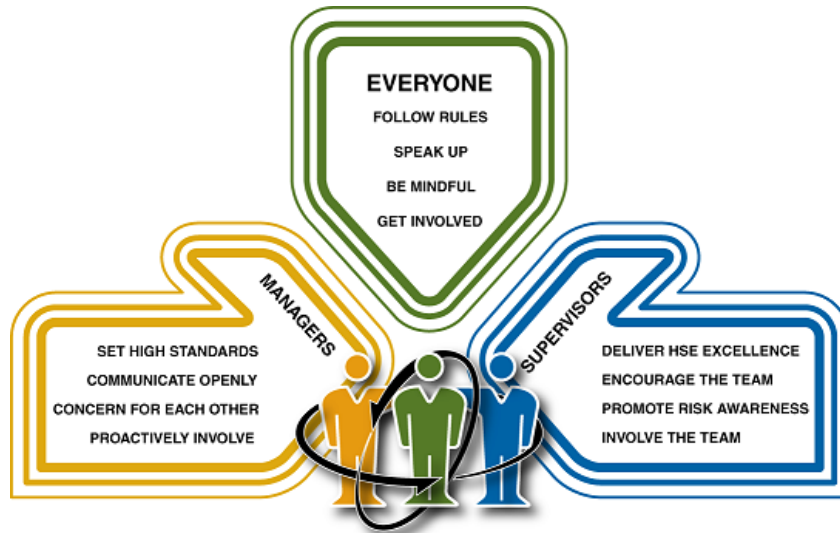 EVERYONE
FOLLOW RULES
SPEAK UP
BE MINDFUL
GET INVOLVED
MANAGERS
SET HIGH STANDARDS
COMMUNICATE OPENLY
CONCERN FOR EACH OTHER
PROACTIVELY INVOLVE
SUPERVISORS
DELIVER HSE EXCELLENCE
ENCOURAGE THE TEAM
PROMOTE RISK AWARENESS
INVOLVE THE TEAM